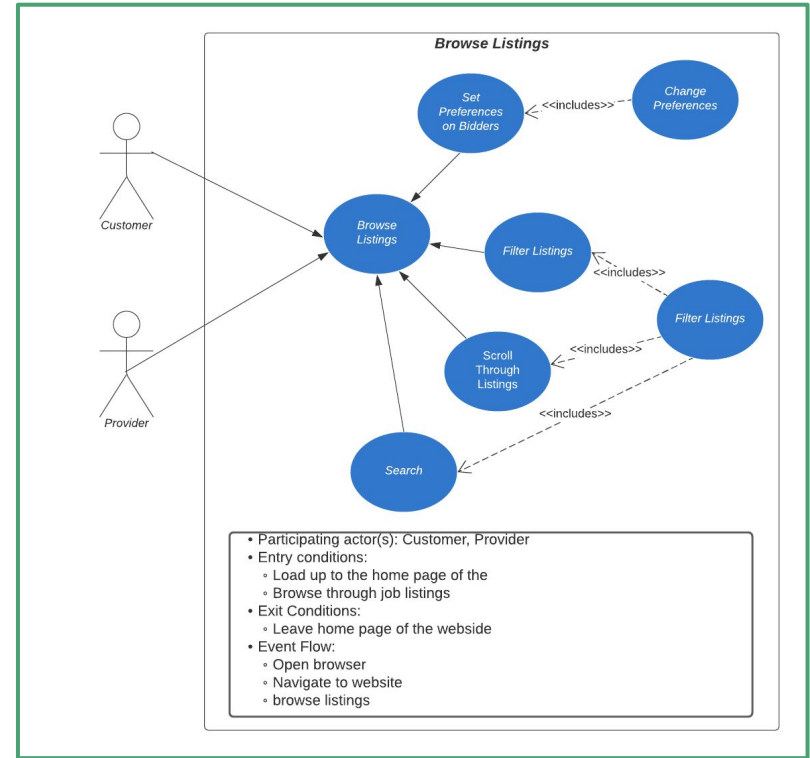 Browse Listings
Set
Preferences
on Bidders
<<includes>>
Change
Preferences
Customer
Browse
Listings
Filter Listings
<<includes>>
Filter Listings
Scroll
Through
Listings
<<includes>>
Provider
<<includes>>
Search
• Participating actor(s): Customer, Provider
• Entry conditions:
◦ Load up to the home page of the
◦ Browse through job listings
• Exit Conditions:
◦ Leave home page of the webside
• Event Flow:
◦ Open browser
◦ Navigate to website
◦ browse listings